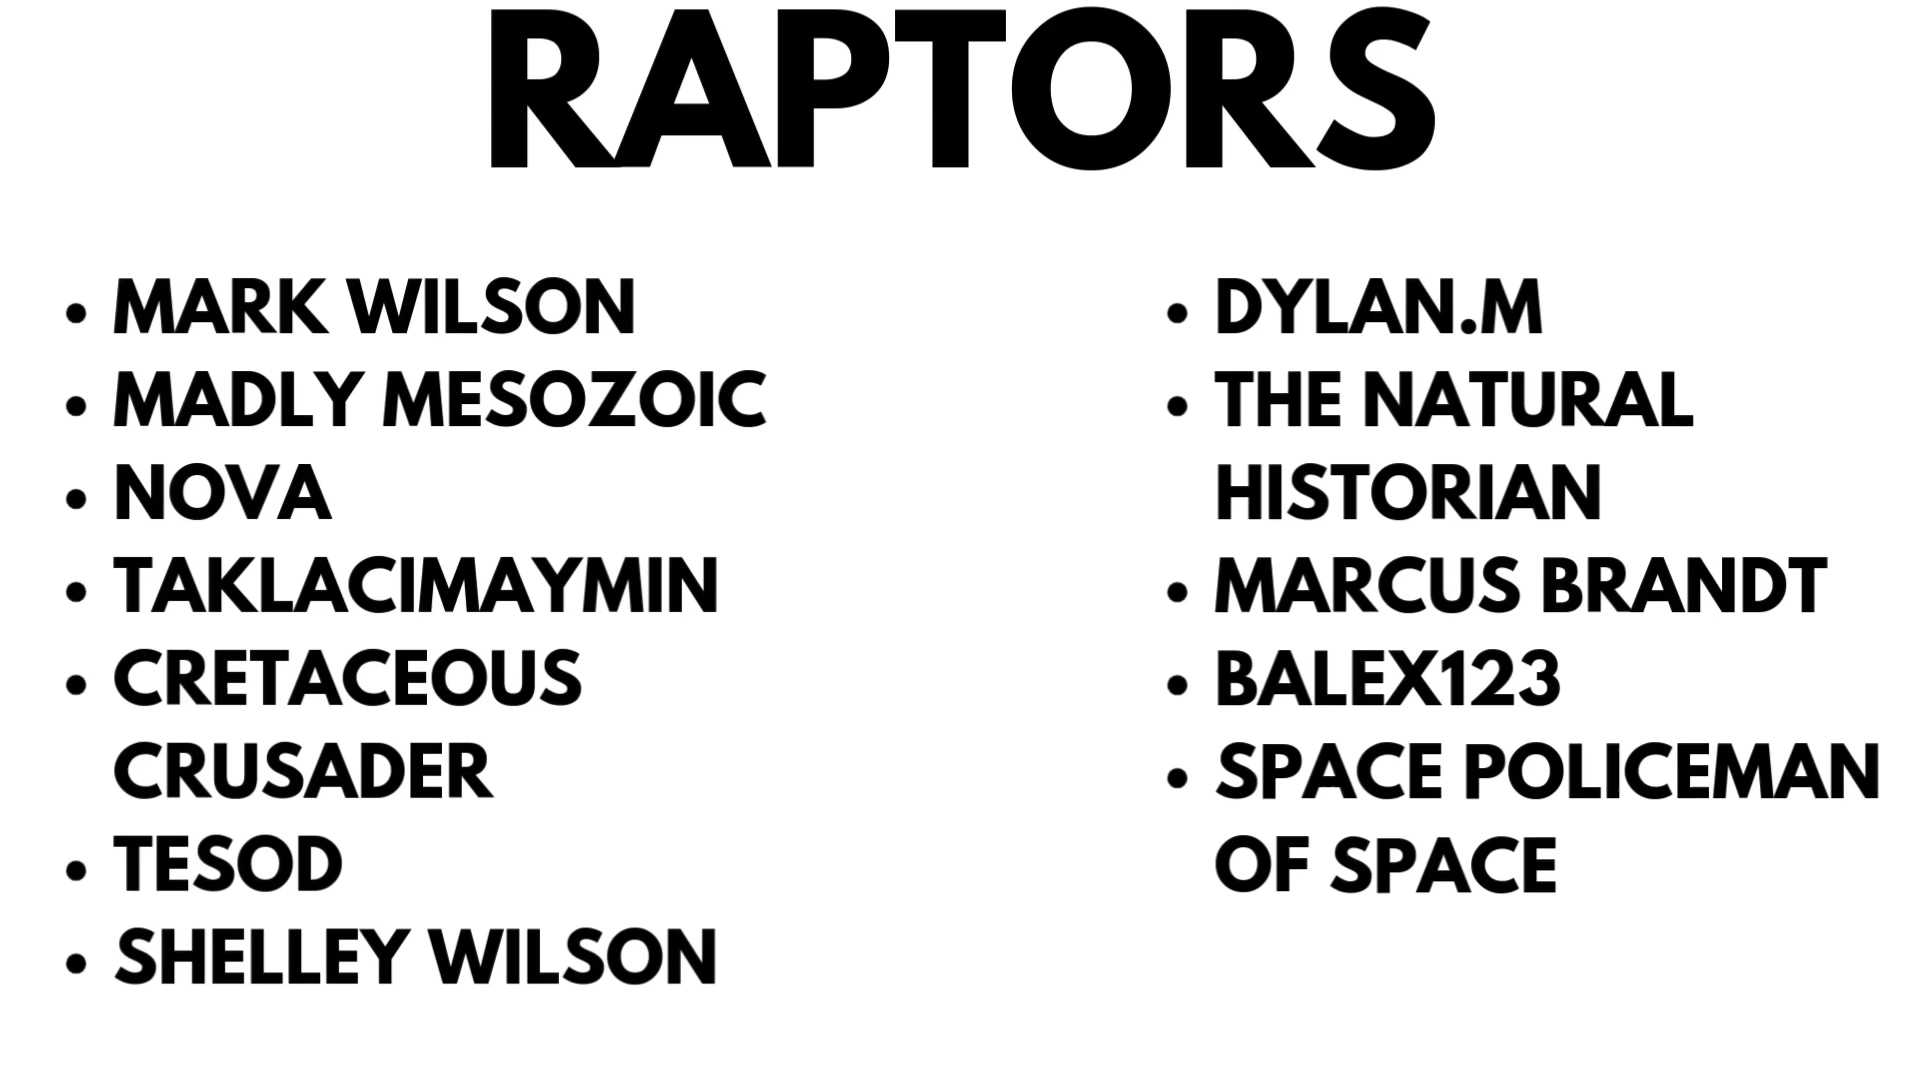 RAPTORS
• MARK WILSON
• MADLY MESOZOIC
• NOVA
• TAKLACIMAYMIN
• CRETACEOUS
CRUSADER
• TESOD
• SHELLEY WILSON
• DYLAN.M
• THE NATURAL
HISTORIAN
• MARCUS BRANDT
• BALEX123
• SPACE POLICEMAN
OF SPACE